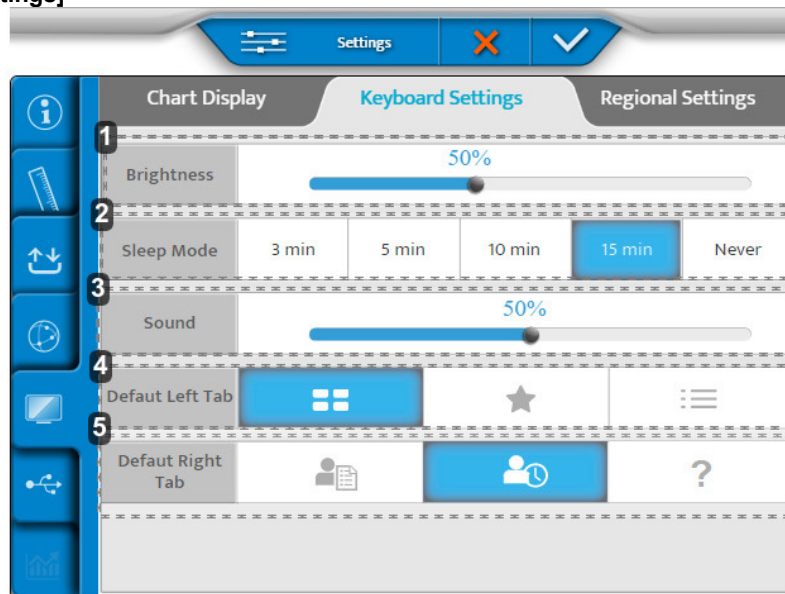 tings]
Settings
Chart Display Keyboard Settings Regional Settings
1
50%
Brightness
2
Sleep Mode 3 min 5 min 10 min 15 min Never
3
50%
Sound
4
Defaut Left Tab
5
Defaut Right
Tab ?